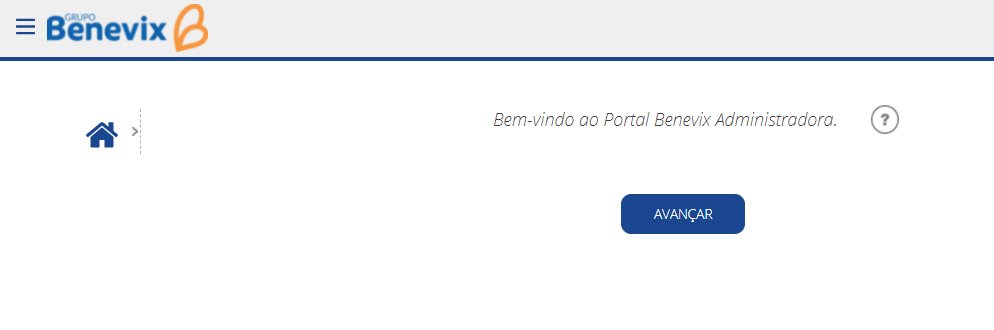 GRUPO
Benevix
Bem-vindo ao Portal Benevix Administradora.
?
AVANÇAR